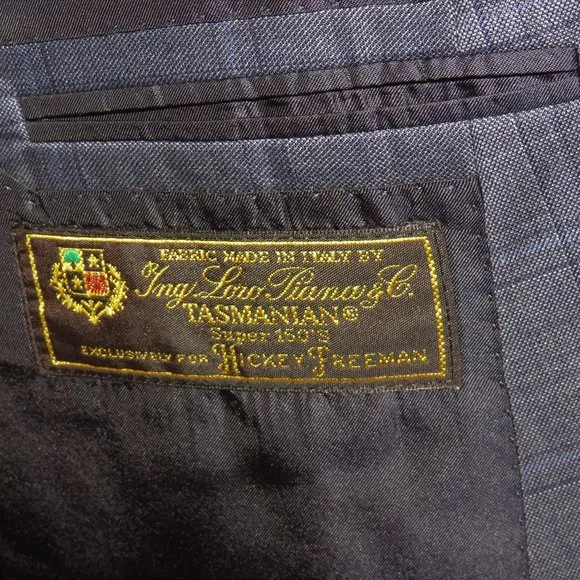 FABRIC MADE IN ITALY BY
Ing. Loro Piana & C.
TASMANIAN®
Super 150's
EXCLUSIVELY FOR HICKEY FREEMAN